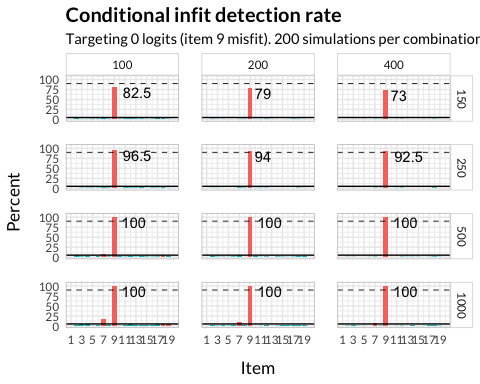 Conditional infit detection rate
Targeting 0 logits (item 9 misfit). 200 simulations per combination
100 200 400
100 75 50 25 0 82.5 79 73 150
100 75 50 25 0 96.5 94 92.5 250
100 75 50 25 0 100 100 100 500
100 75 50 25 0 100 100 100 1000
1 3 5 7 9 11 13 15 17 19 1 3 5 7 9 11 13 15 17 19 1 3 5 7 9 11 13 15 17 19
Percent
Item